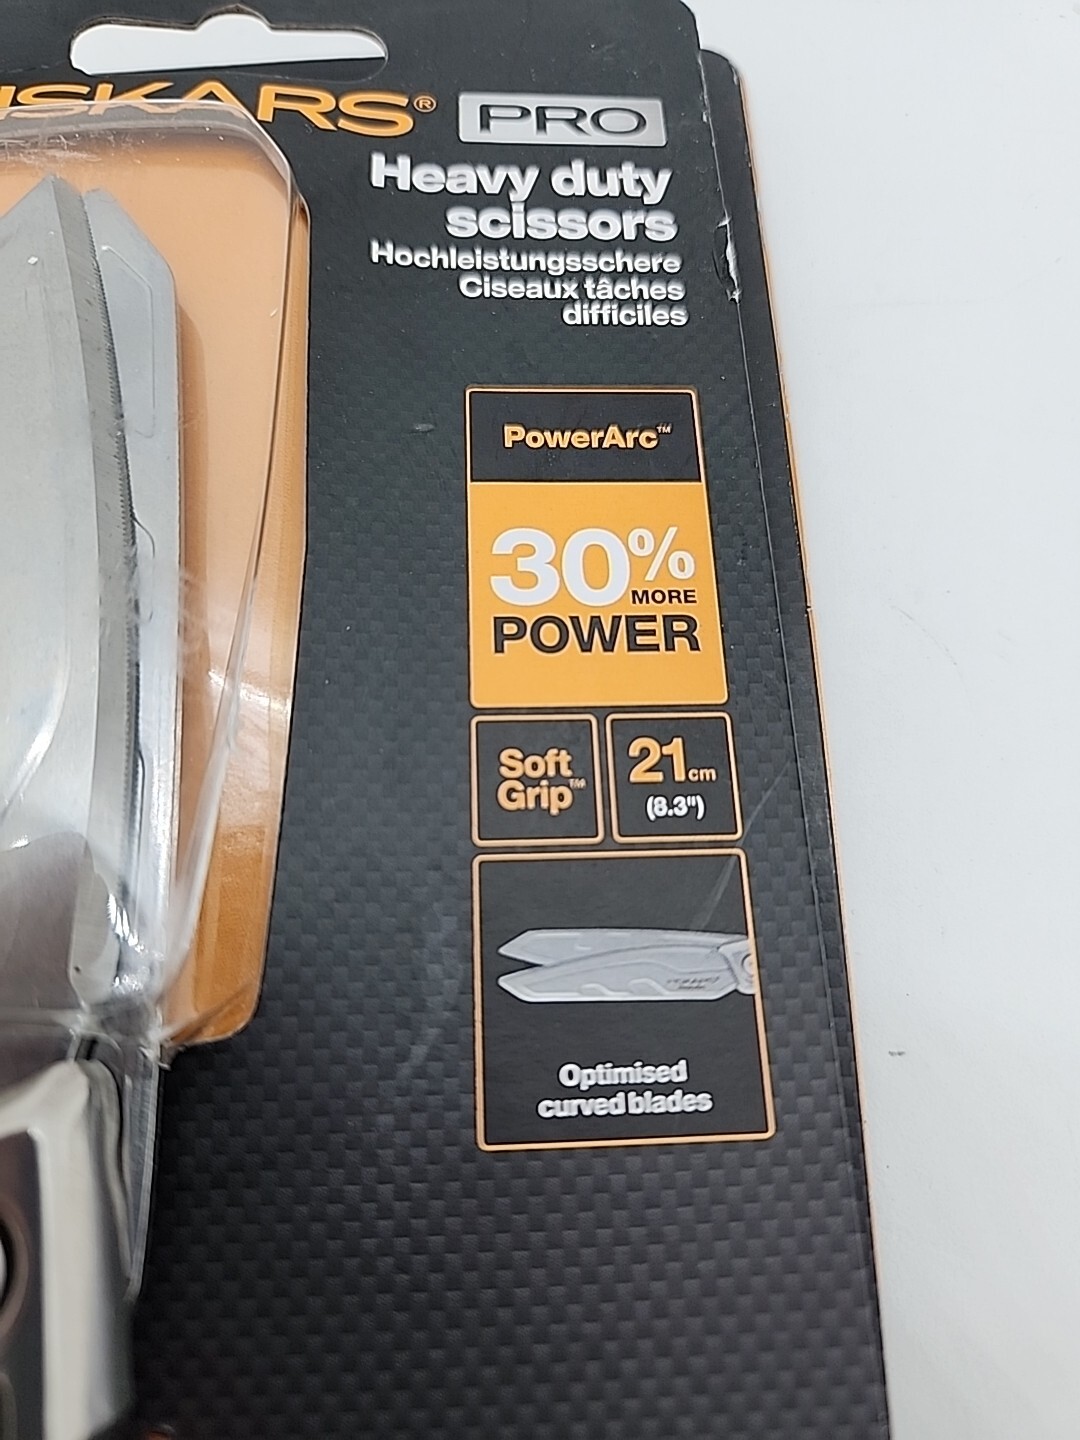 ISKARS® PRO
Heavy duty
scissors
Hochleistungsschere
Ciseaux tâches
difficiles
PowerArc™
30%
MORE
POWER
Soft
Grip™
21cm
(8.3")
FISKARS
Optimised
curved blades